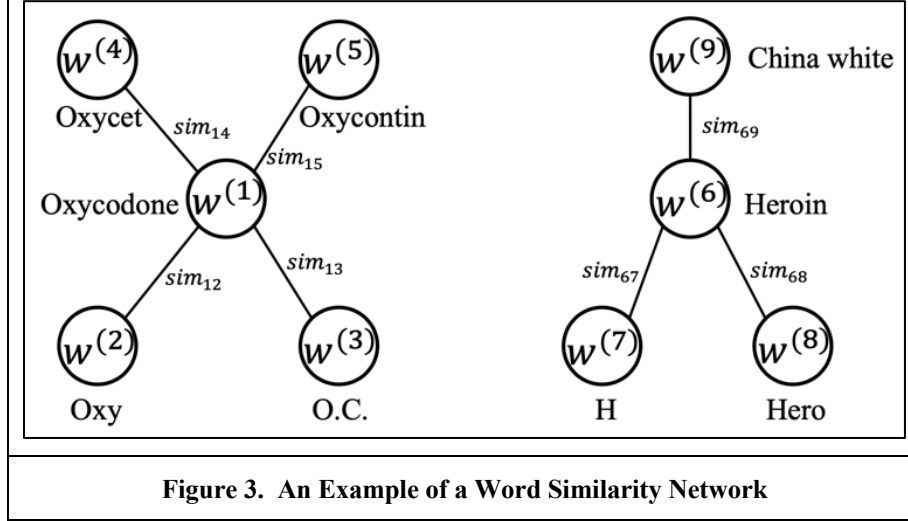 w^(4)
w^(5)
w^(9) China white
Oxycet
sim₁₄
Oxycontin
sim₁₅
sim₆₉
Oxycodone w^(1)
w^(6) Heroin
sim₁₂
sim₁₃
sim₆₇
sim₆₈
w^(2)
w^(3)
w^(7)
w^(8)
Oxy
O.C.
H
Hero
Figure 3. An Example of a Word Similarity Network